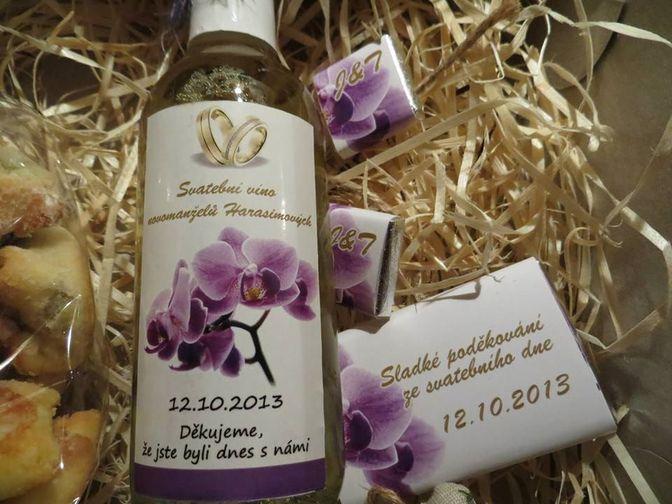 Svatební víno
novomanželů Harasimových
12.10.2013
Děkujeme,
že jste byli dnes s námi
J&T
J&T
Sladké poděkování
ze svatebního dne
12.10.2013